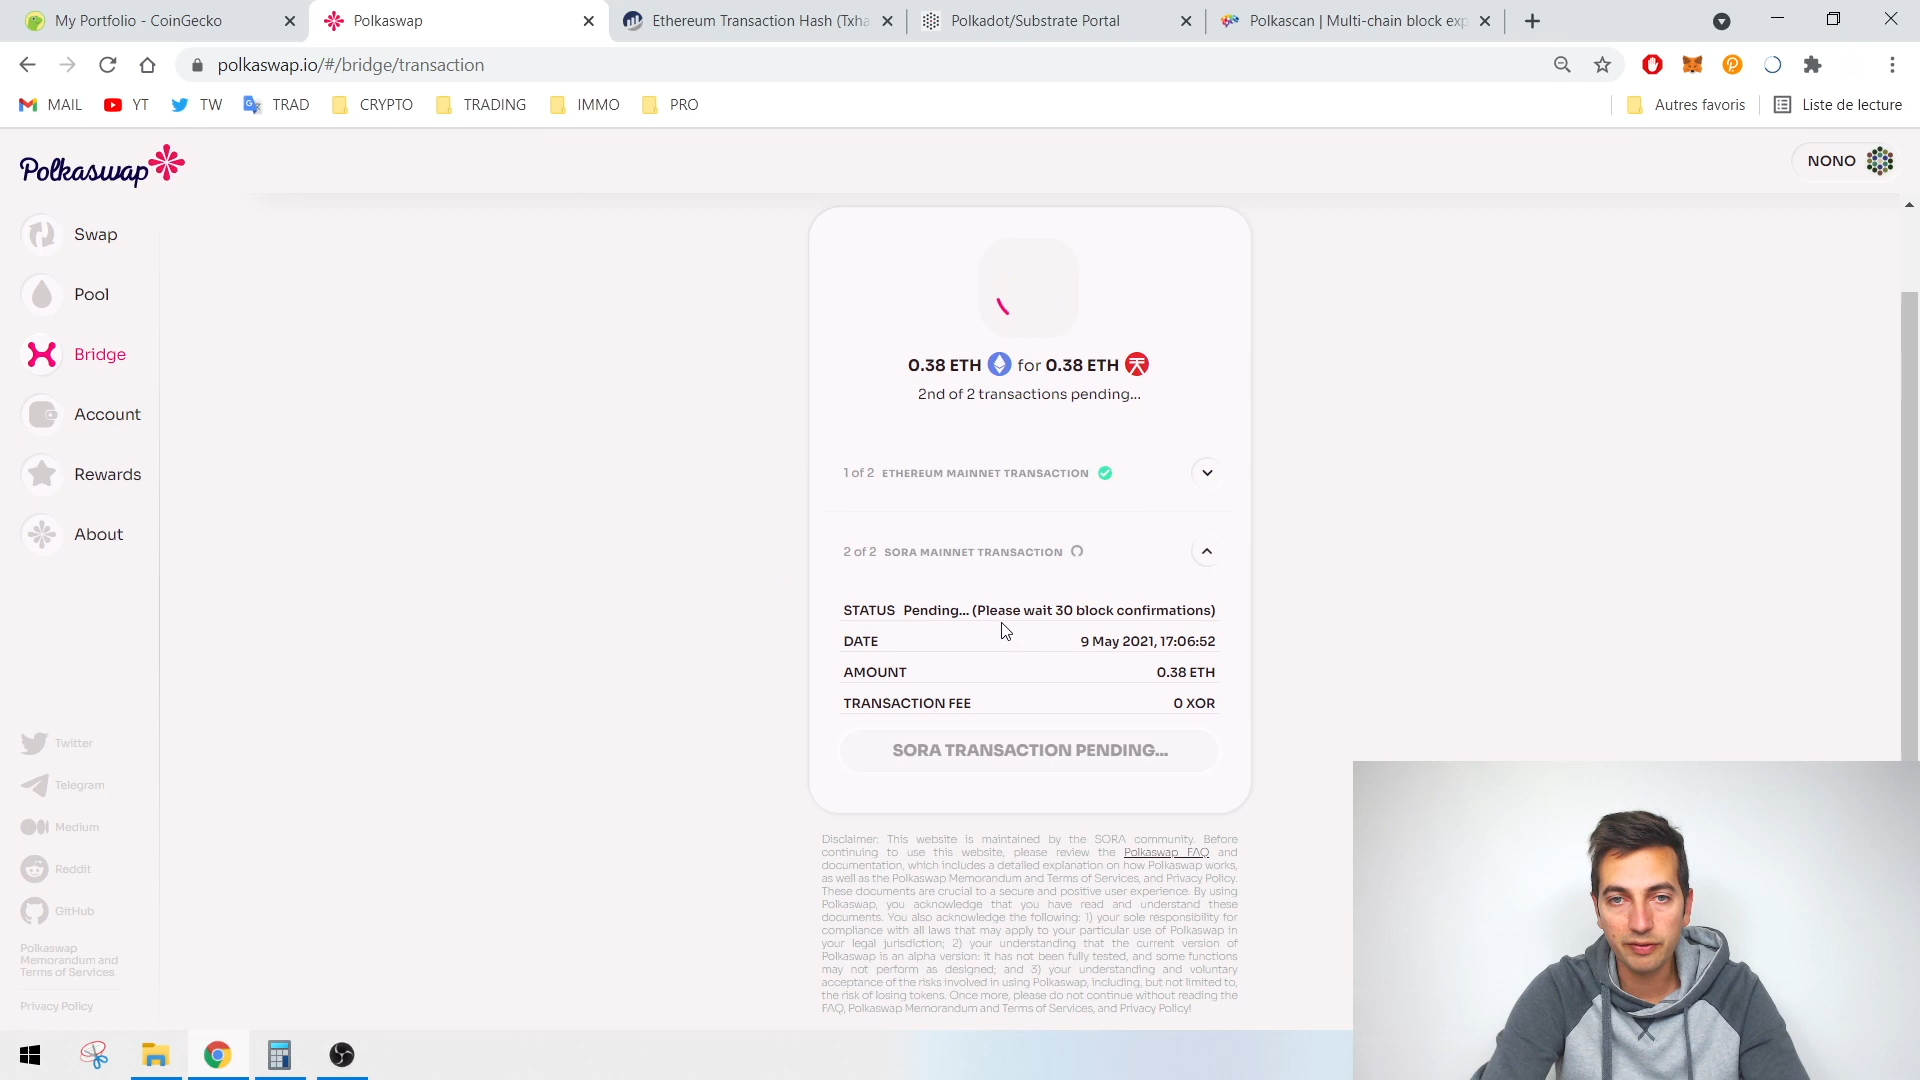 My Portfolio - CoinGecko
Polkaswap
Ethereum Transaction Hash (Txha
Polkadot/Substrate Portal
Polkascan | Multi-chain block exp
polkaswap.io/#/bridge/transaction
MAIL
YT
TW
TRAD
CRYPTO
TRADING
IMMO
PRO
Autres favoris
Liste de lecture
Polkaswap
NONO
Swap
Pool
Bridge
Account
Rewards
About
Twitter
Telegram
Medium
Reddit
GitHub
Polkaswap
Memorandum and
Terms of Services
Privacy Policy
0.38 ETH for 0.38 ETH
2nd of 2 transactions pending...
1 of 2 ETHEREUM MAINNET TRANSACTION
2 of 2 SORA MAINNET TRANSACTION
STATUS Pending... (Please wait 30 block confirmations)
DATE 9 May 2021, 17:06:52
AMOUNT 0.38 ETH
TRANSACTION FEE 0 XOR
SORA TRANSACTION PENDING...
Disclaimer: This website is maintained by the SORA community. Before
continuing to use this website, please review the Polkaswap FAQ and
documentation, which includes a detailed explanation on how Polkaswap works,
as well as the Polkaswap Memorandum and Terms of Services, and Privacy Policy.
These documents are crucial to a secure and positive user experience. By using
Polkaswap, you acknowledge that you have read and understand these
documents. You also acknowledge the following: 1) your sole responsibility for
compliance with all laws that may apply to your particular use of Polkaswap in
your legal jurisdiction; 2) your understanding that the current version of
Polkaswap is an alpha version: it has not been fully tested, and some functions
may not perform as designed; and 3) your understanding and voluntary
acceptance of the risks involved in using Polkaswap, including, but not limited to,
the risk of losing tokens. Once more, please do not continue without reading the
FAQ, Polkaswap Memorandum and Terms of Services, and Privacy Policy!